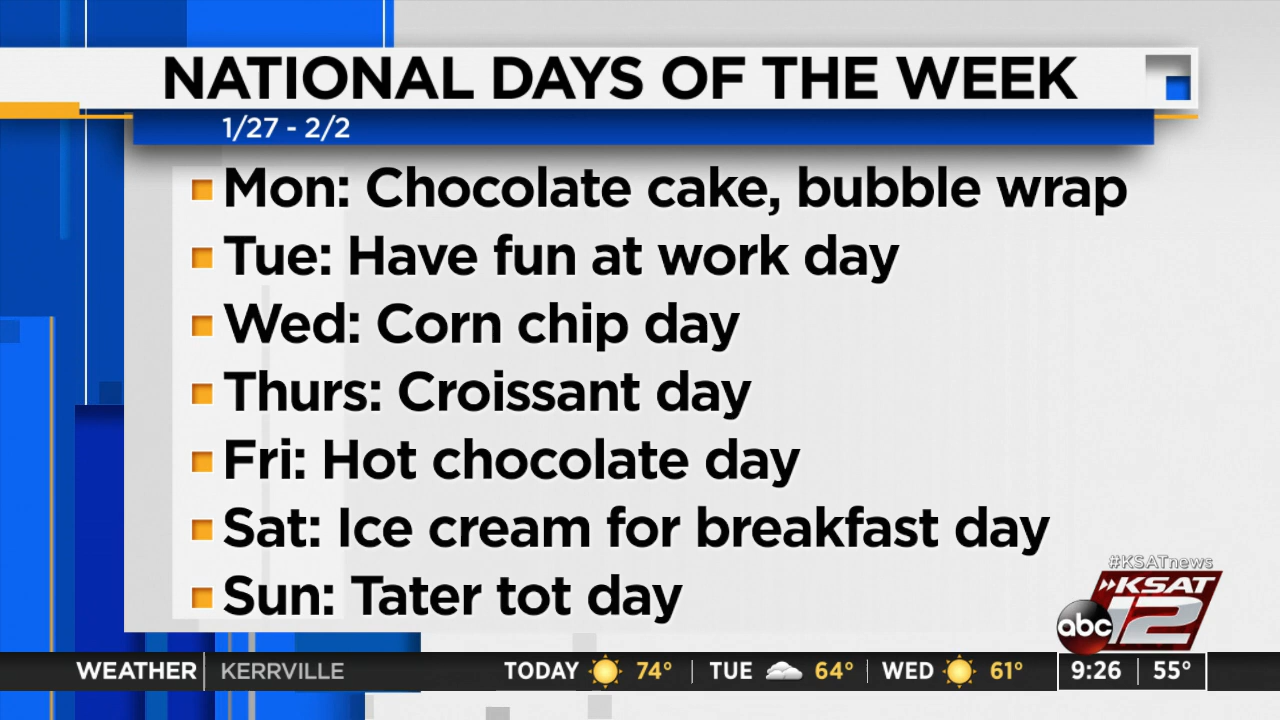 NATIONAL DAYS OF THE WEEK
1/27 - 2/2
Mon: Chocolate cake, bubble wrap
Tue: Have fun at work day
Wed: Corn chip day
Thurs: Croissant day
Fri: Hot chocolate day
Sat: Ice cream for breakfast day
Sun: Tater tot day
#KSATnews
KSAT
abc 12
WEATHER KERRVILLE TODAY 74° TUE 64° WED 61° 9:26 55°